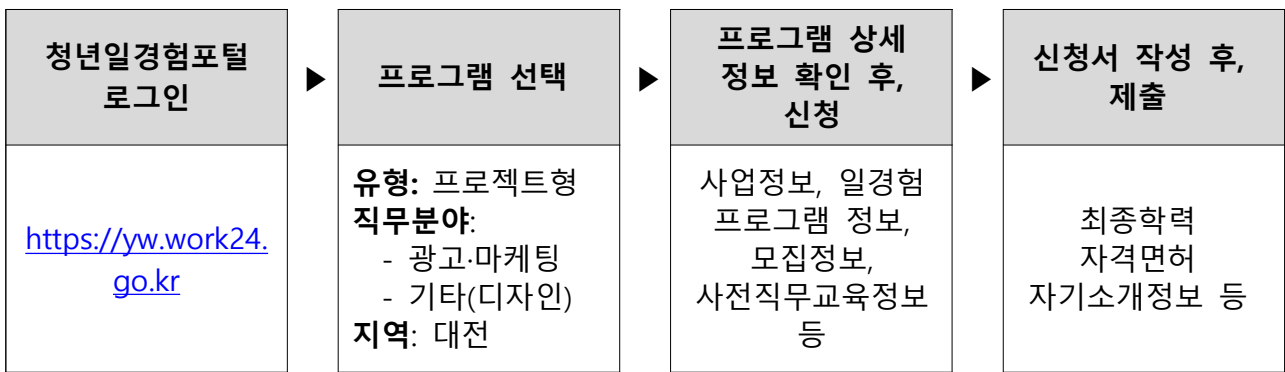 청년일경험포털
로그인
▶
프로그램 선택
▶
프로그램 상세
정보 확인 후,
신청
▶
신청서 작성 후,
제출
https://yw.work24.
go.kr
유형: 프로젝트형
직무분야:
- 광고·마케팅
- 기타(디자인)
지역: 대전
사업정보, 일경험
프로그램 정보,
모집정보,
사전직무교육정보
등
최종학력
자격면허
자기소개정보 등